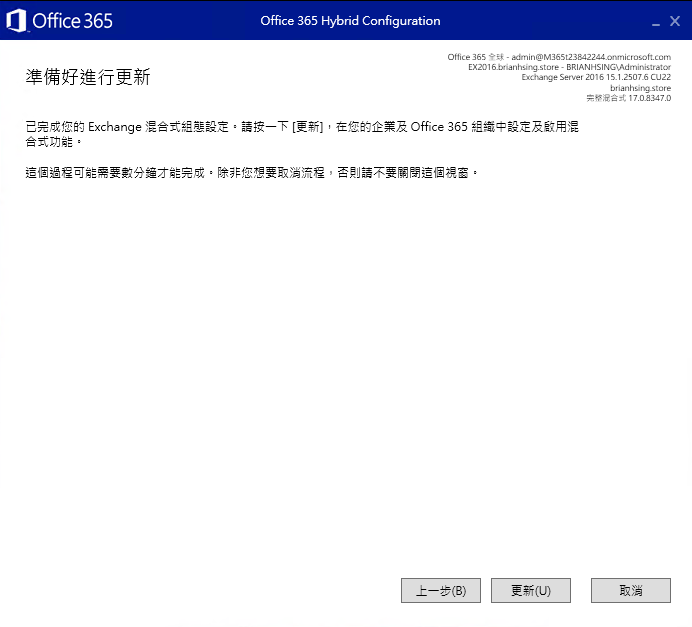 Office 365
Office 365 Hybrid Configuration
Office 365 全球 - admin@M365t23842244.onmicrosoft.com
EX2016.brianhsing.store - BRIANHSING\Administrator
Exchange Server 2016 15.1.2507.6 CU22
brianhsing.store
完整混合式 17.0.8347.0
準備好進行更新
已完成您的 Exchange 混合式組態設定。請按一下 [更新]，在您的企業及 Office 365 組織中設定及啟用混
合式功能。
這個過程可能需要數分鐘才能完成。除非您想要取消流程，否則請不要關閉這個視窗。
上一步(B)
更新(U)
取消